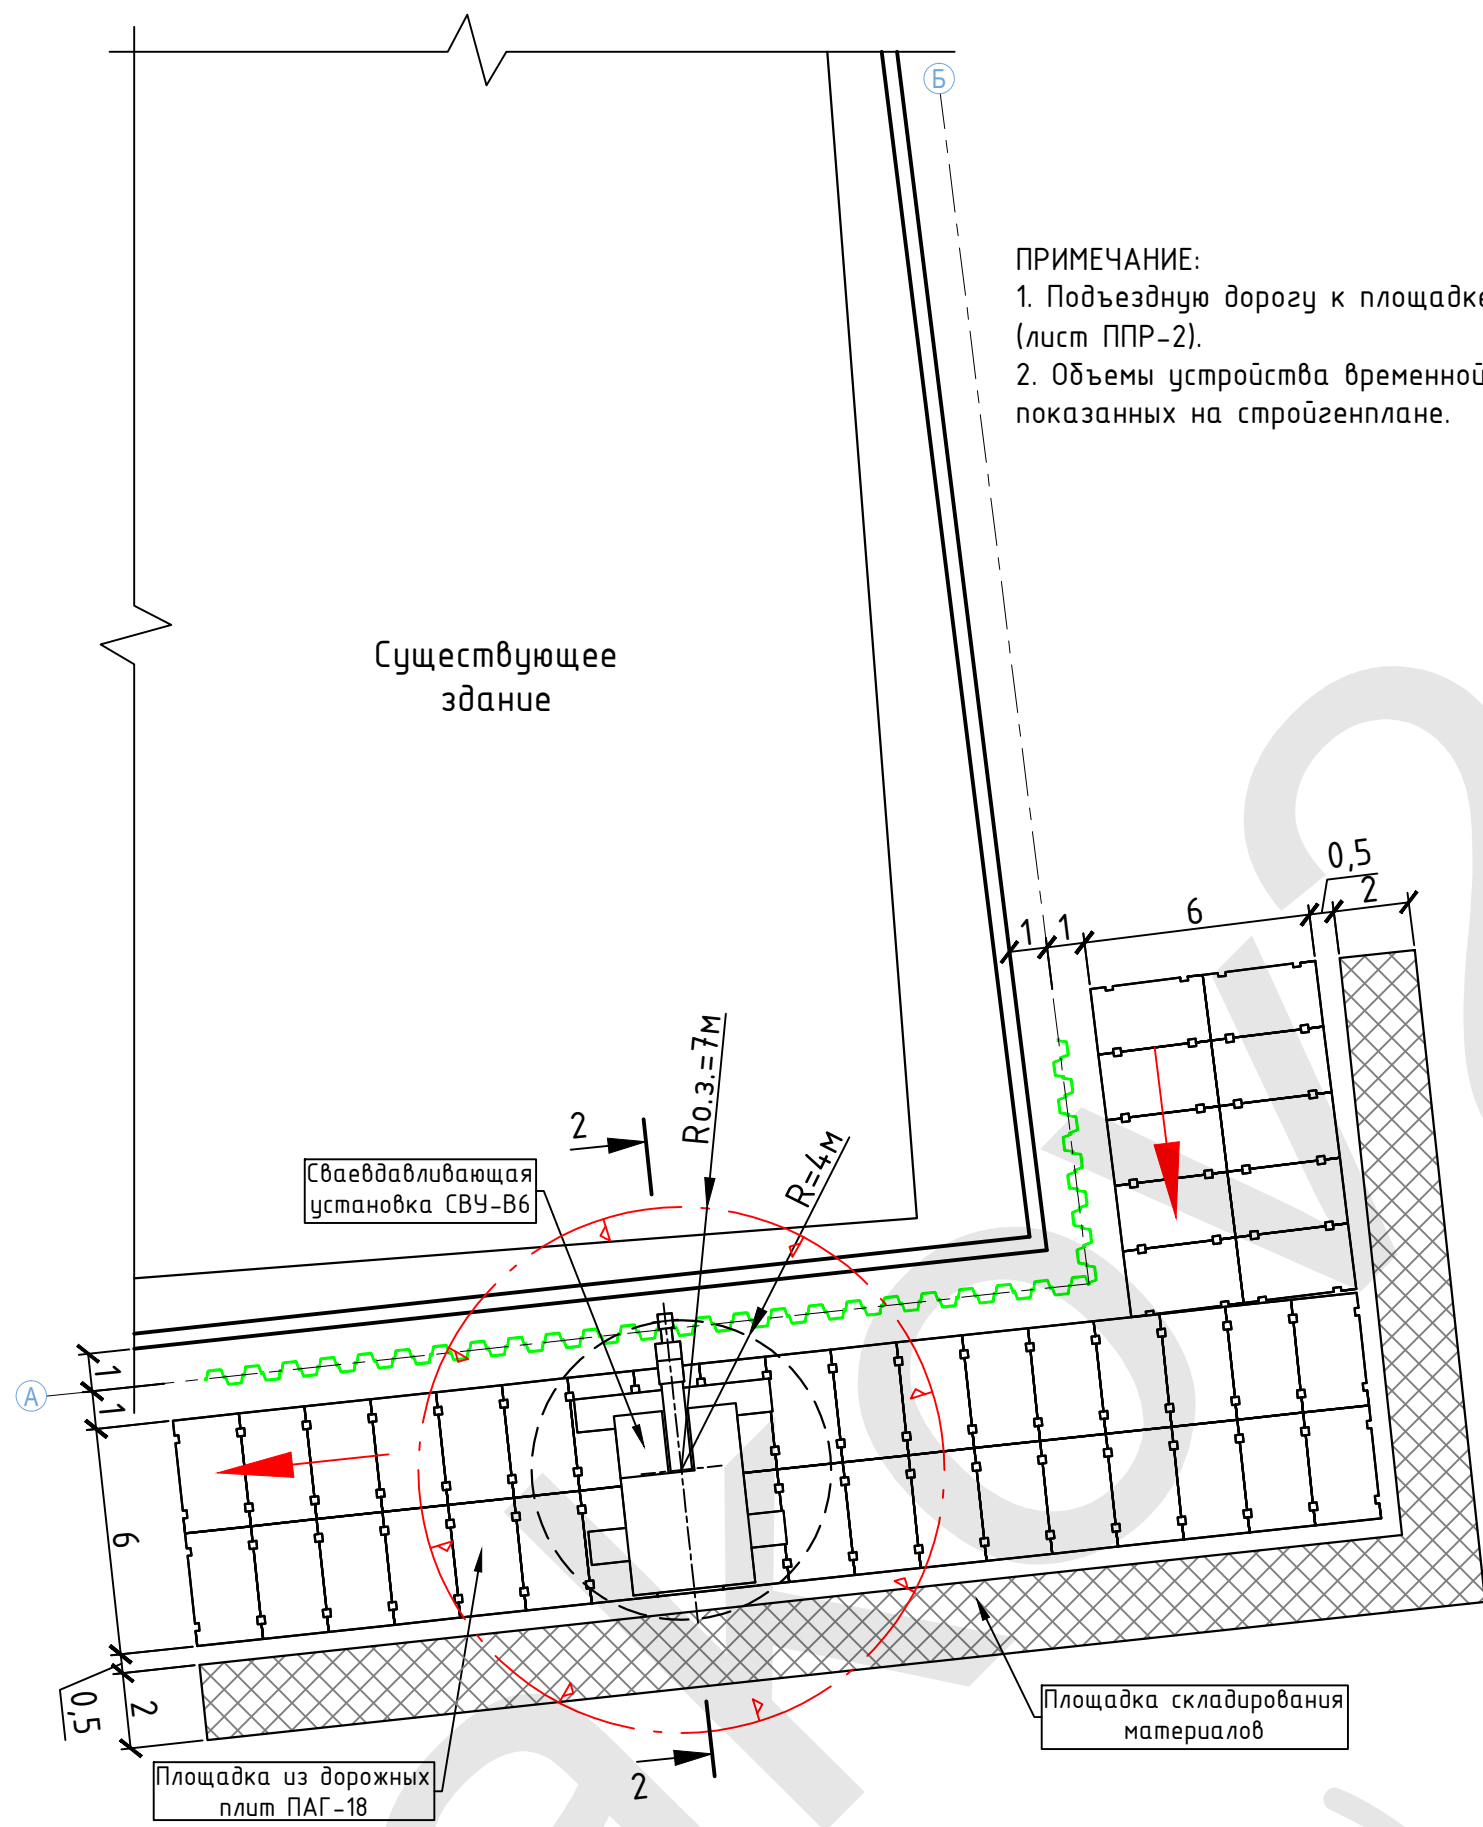 Б
ПРИМЕЧАНИЕ:
1. Подъездную дорогу к площадке
(лист ППР-2).
2. Объемы устройства временной
показанных на стройгенплане.
Существующее
здание
0,5
1
1
6
2
Rо.з.=7м
R=4м
2
Сваевдавливающая
установка СВУ-В6
А
1
1
6
0,5
2
Площадка складирования
материалов
Площадка из дорожных
плит ПАГ-18
2